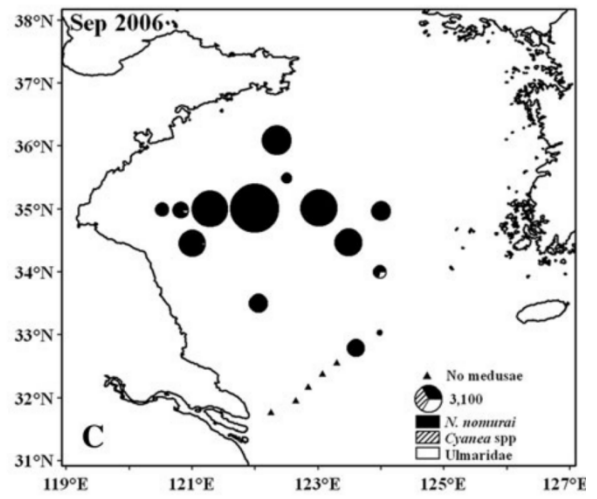 38°N
Sep 2006
37°N
36°N
35°N
34°N
33°N
32°N
31°N
C
No medusae
3,100
N. nomurai
Cyanea spp
Ulmaridae
119°E
121°E
123°E
125°E
127°E